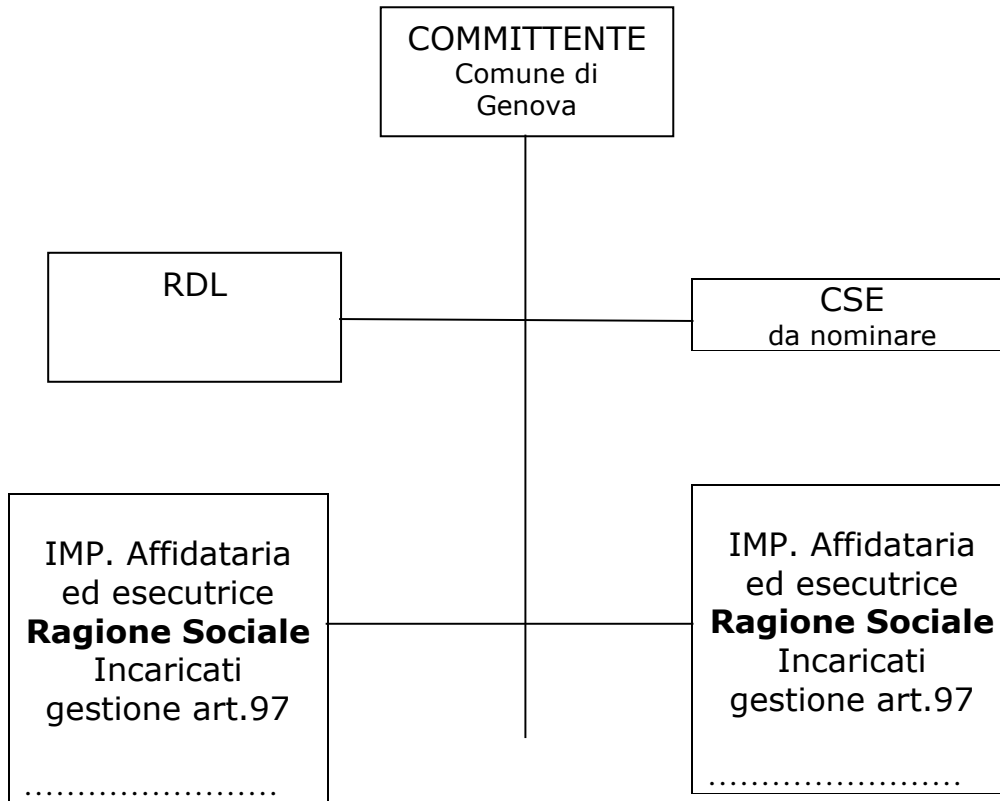 COMMITTENTE
Comune di
Genova
RDL
CSE
da nominare
IMP. Affidataria
ed esecutrice
Ragione Sociale
Incaricati
gestione art.97
........................
IMP. Affidataria
ed esecutrice
Ragione Sociale
Incaricati
gestione art.97
........................